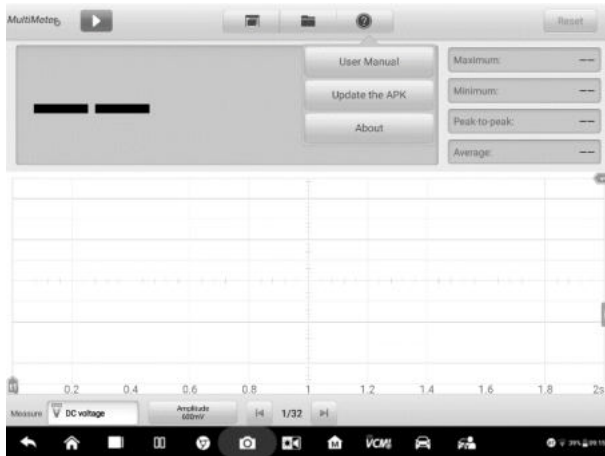 MultiMeter
Reset
User Manual
Update the APK
About
Maximum: --
Minimum: --
Peak-to-peak: --
Average: --
0.2 0.4 0.6 0.8 1 1.2 1.4 1.6 1.8 2s
Measure DC voltage Amplitude 600mV 1/32
VCMI